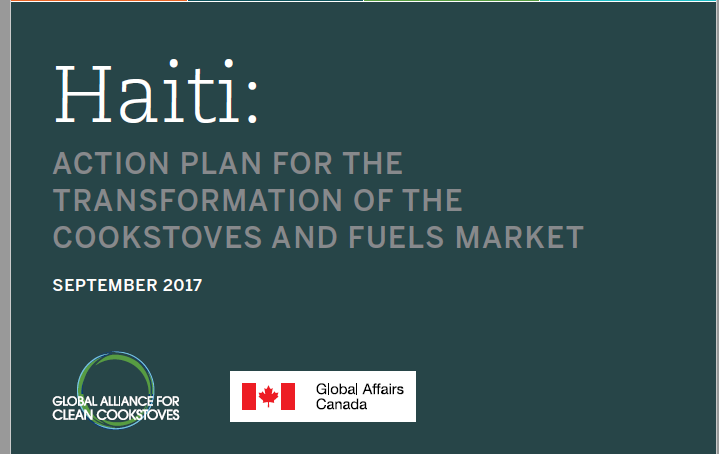 Haiti:
ACTION PLAN FOR THE
TRANSFORMATION OF THE
COOKSTOVES AND FUELS MARKET
SEPTEMBER 2017
GLOBAL ALLIANCE FOR
CLEAN COOKSTOVES
Global Affairs
Canada